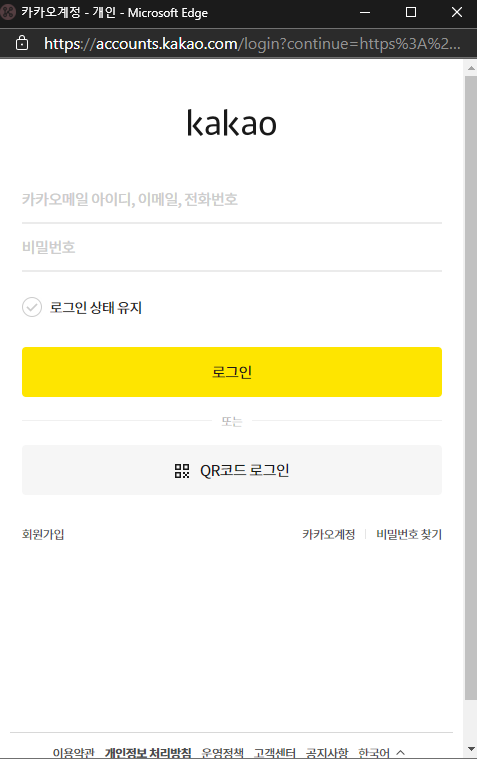 카카오계정 - 개인 - Microsoft Edge
https://accounts.kakao.com/login?continue=https%3A%2...
kakao
카카오메일 아이디, 이메일, 전화번호
비밀번호
로그인 상태 유지
로그인
또는
QR코드 로그인
회원가입 카카오계정 비밀번호 찾기
이용약관 개인정보 처리방침 운영정책 고객센터 공지사항 한국어